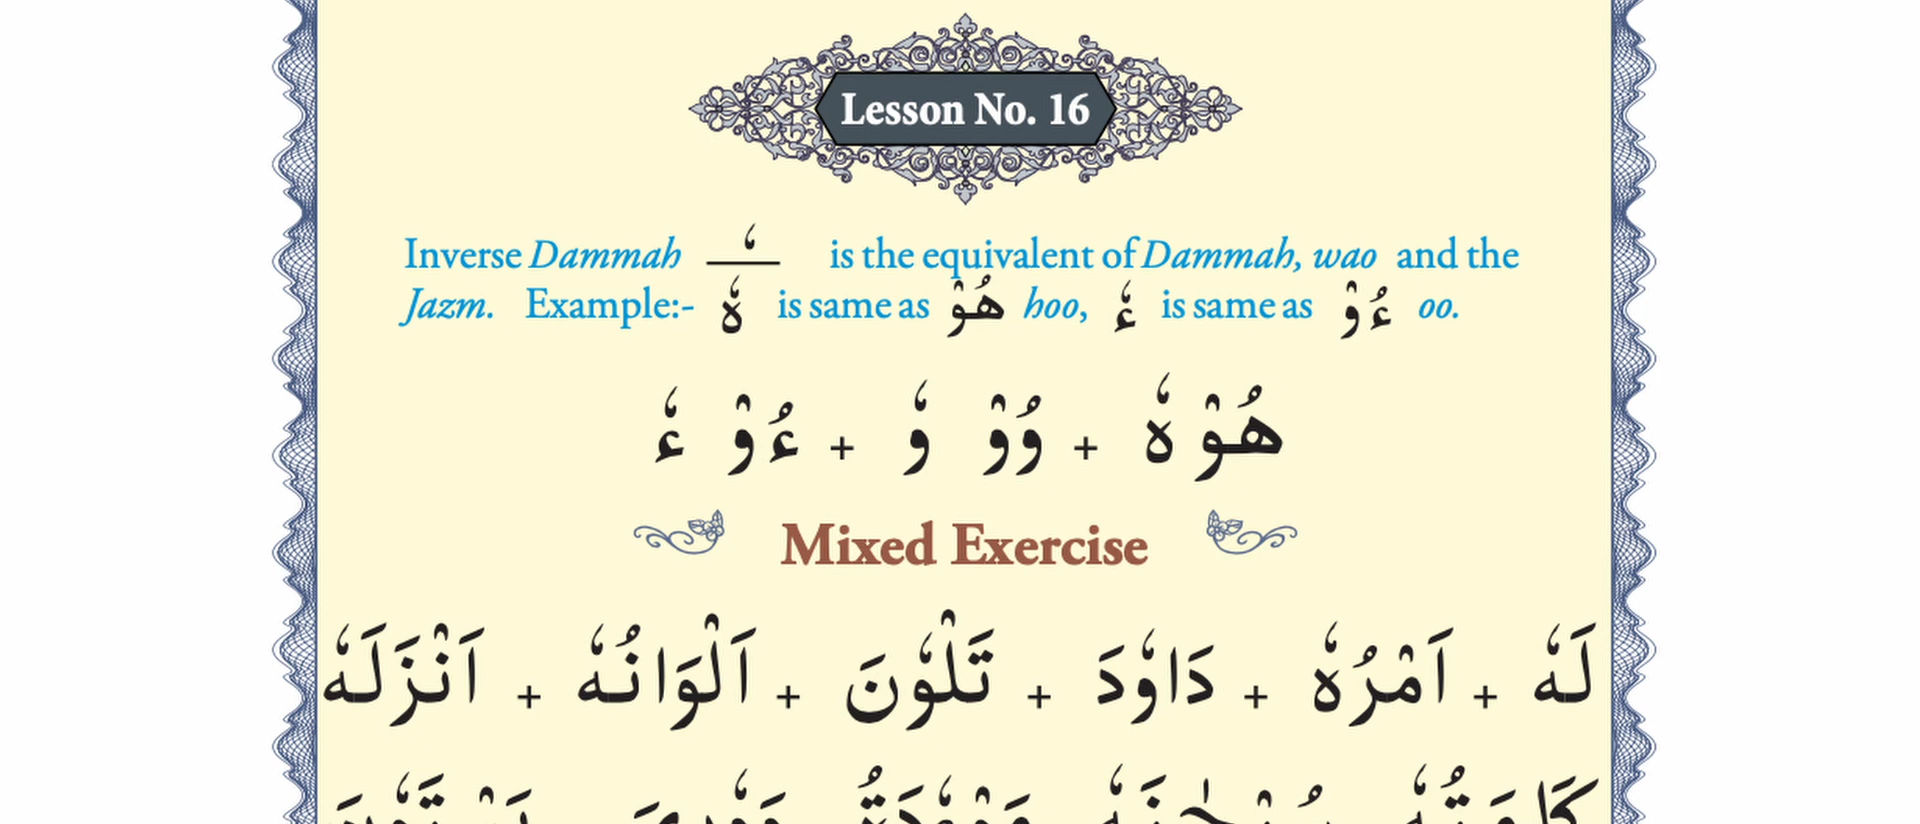 Lesson No. 16
Inverse Dammah ـٗ is the equivalent of Dammah, wao and the
Jazm. Example:- هٗ is same as هُوْ hoo, ءٗ is same as ءُوْ oo.
هُوْ هٗ + وُوْ وٗ + ءُوْ ءٗ
Mixed Exercise
لَهٗ + اَمْرُهٗ + دَاوٗدَ + تَلْوٗنَ + اَلْوَانُهٗ + اَنْزَلَهٗ